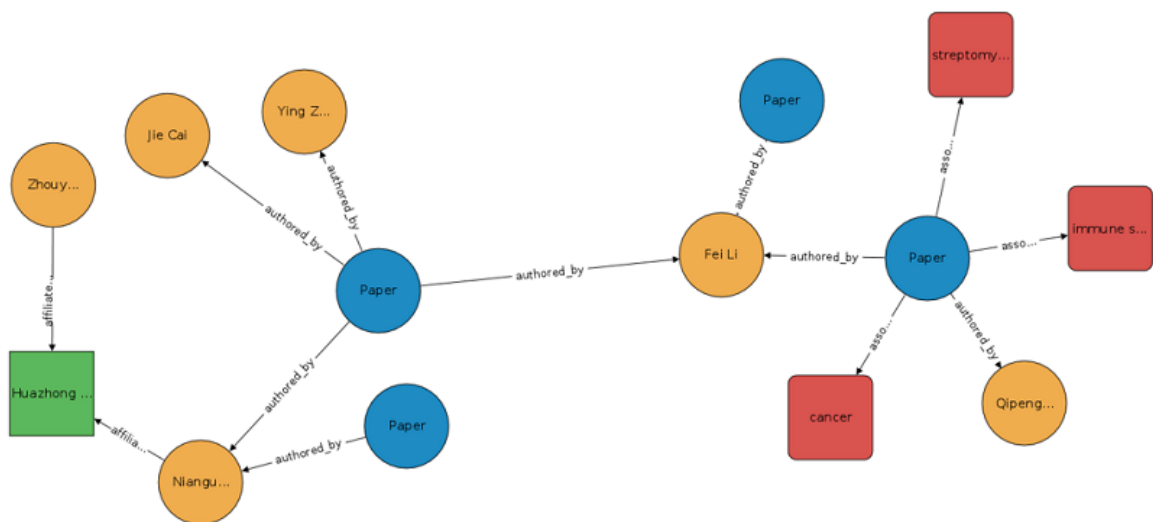 streptomy...
Paper
Ying Z...
Jie Cai
authored_by
asso...
authored_by
Zhouy...
authored_by
immune s...
asso...
Fei Li
authored_by
Paper
affiliate...
authored_by
Paper
asso...
authored_by
authored_by
Huazhong ...
Qipeng...
cancer
Paper
affilia...
authored_by
Niangu...